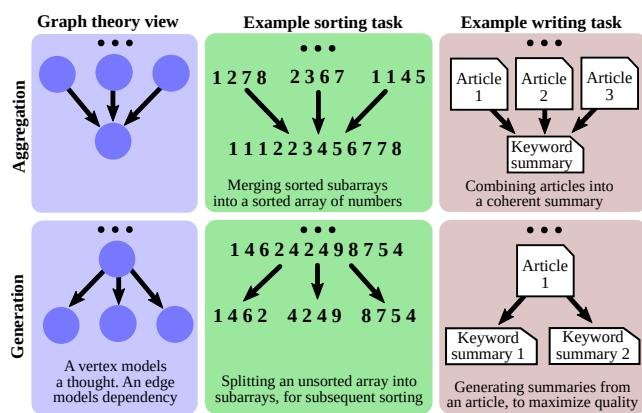 Graph theory view
Example sorting task
Example writing task
Aggregation
• • •
• • •
1 2 7 8 2 3 6 7 1 1 4 5
1 1 1 2 2 3 4 5 6 7 7 8
Merging sorted subarrays
into a sorted array of numbers
• • •
Article
1
Article
2
Article
3
Keyword
summary
Combining articles into
a coherent summary
Generation
• • •
A vertex models
a thought. An edge
models dependency
• • •
1 4 6 2 4 2 4 9 8 7 5 4
1 4 6 2 4 2 4 9 8 7 5 4
Splitting an unsorted array into
subarrays, for subsequent sorting
• • •
Article
1
Keyword
summary 1
Keyword
summary 2
Generating summaries from
an article, to maximize quality